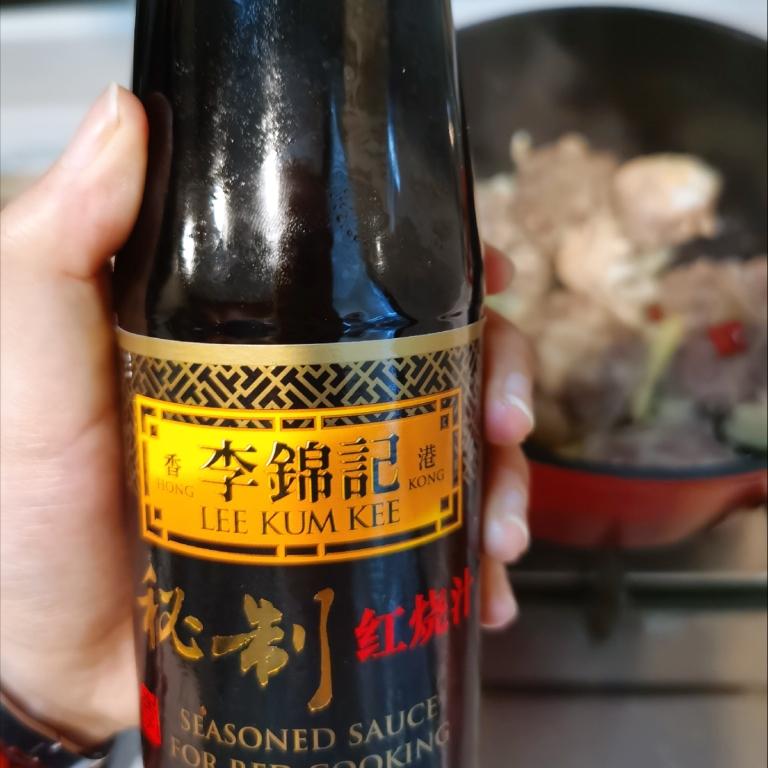 香 李錦記 港
HONG LEE KUM KEE KONG
秘制 红烧汁
SEASONED SAUCE
FOR RED COOKING